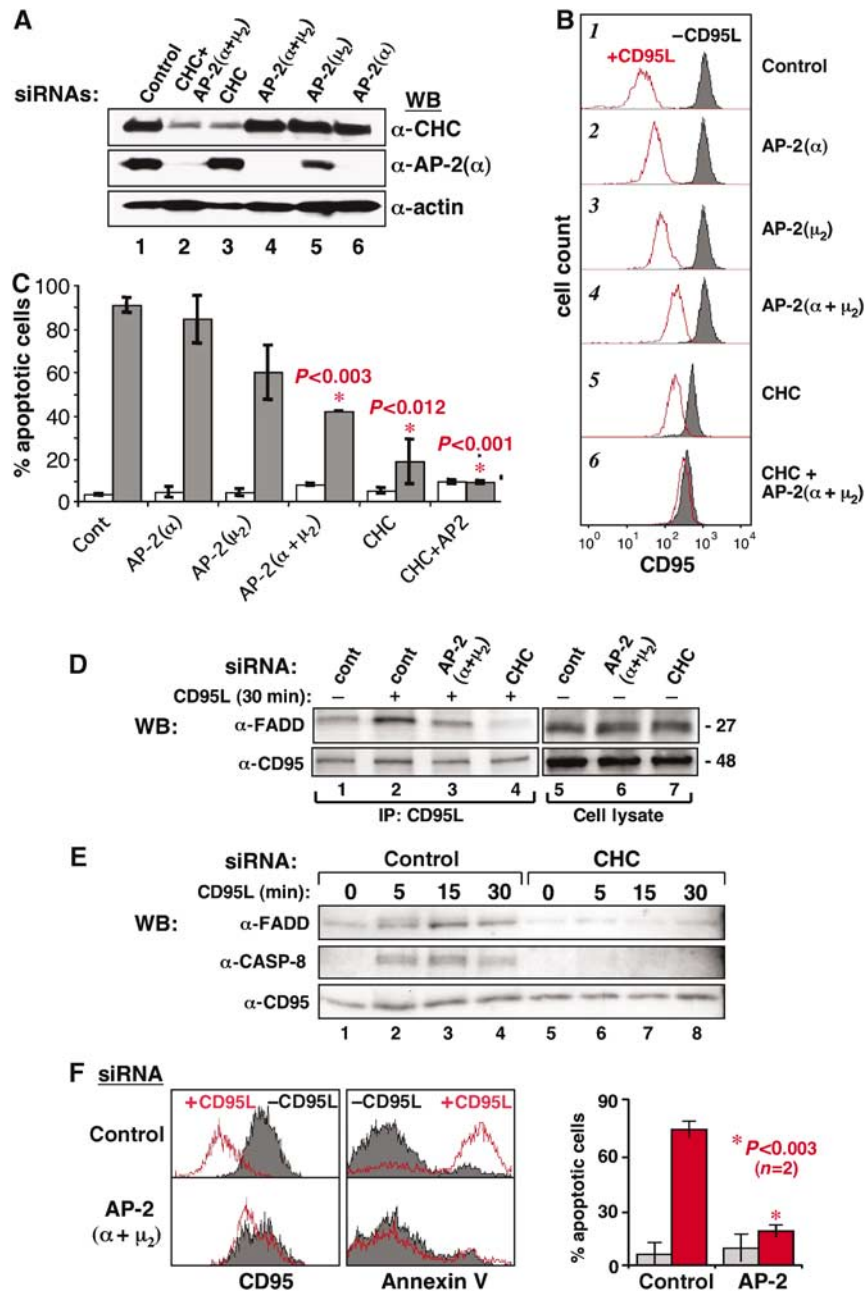 A
siRNAs:
Control
CHC+
AP-2(α+μ₂)
CHC
AP-2(α+μ₂)
AP-2(μ₂)
AP-2(α)
WB
α-CHC
α-AP-2(α)
α-actin
1 2 3 4 5 6
B
1
+CD95L
−CD95L
Control
2
AP-2(α)
3
AP-2(μ₂)
4
AP-2(α + μ₂)
5
CHC
6
CHC +
AP-2(α + μ₂)
cell count
10⁰ 10¹ 10² 10³ 10⁴
CD95
C
% apoptotic cells
100
80
60
40
20
10
0
P<0.003
*
P<0.012
*
P<0.001
*
Cont
AP-2(α)
AP-2(μ₂)
AP-2(α+μ₂)
CHC
CHC+AP2
D
siRNA:
cont
cont
AP-2
(α+μ₂)
CHC
cont
AP-2
(α+μ₂)
CHC
CD95L (30 min): − + + + − − −
WB:
α-FADD
- 27
α-CD95
- 48
1 2 3 4 5 6 7
IP: CD95L
Cell lysate
E
siRNA: Control CHC
CD95L (min): 0 5 15 30 0 5 15 30
WB:
α-FADD
α-CASP-8
α-CD95
1 2 3 4 5 6 7 8
F
siRNA
+CD95L −CD95L
−CD95L +CD95L
Control
AP-2
(α + μ₂)
CD95
Annexin V
% apoptotic cells
90
60
30
0
* P<0.003
(n=2)
*
Control
AP-2